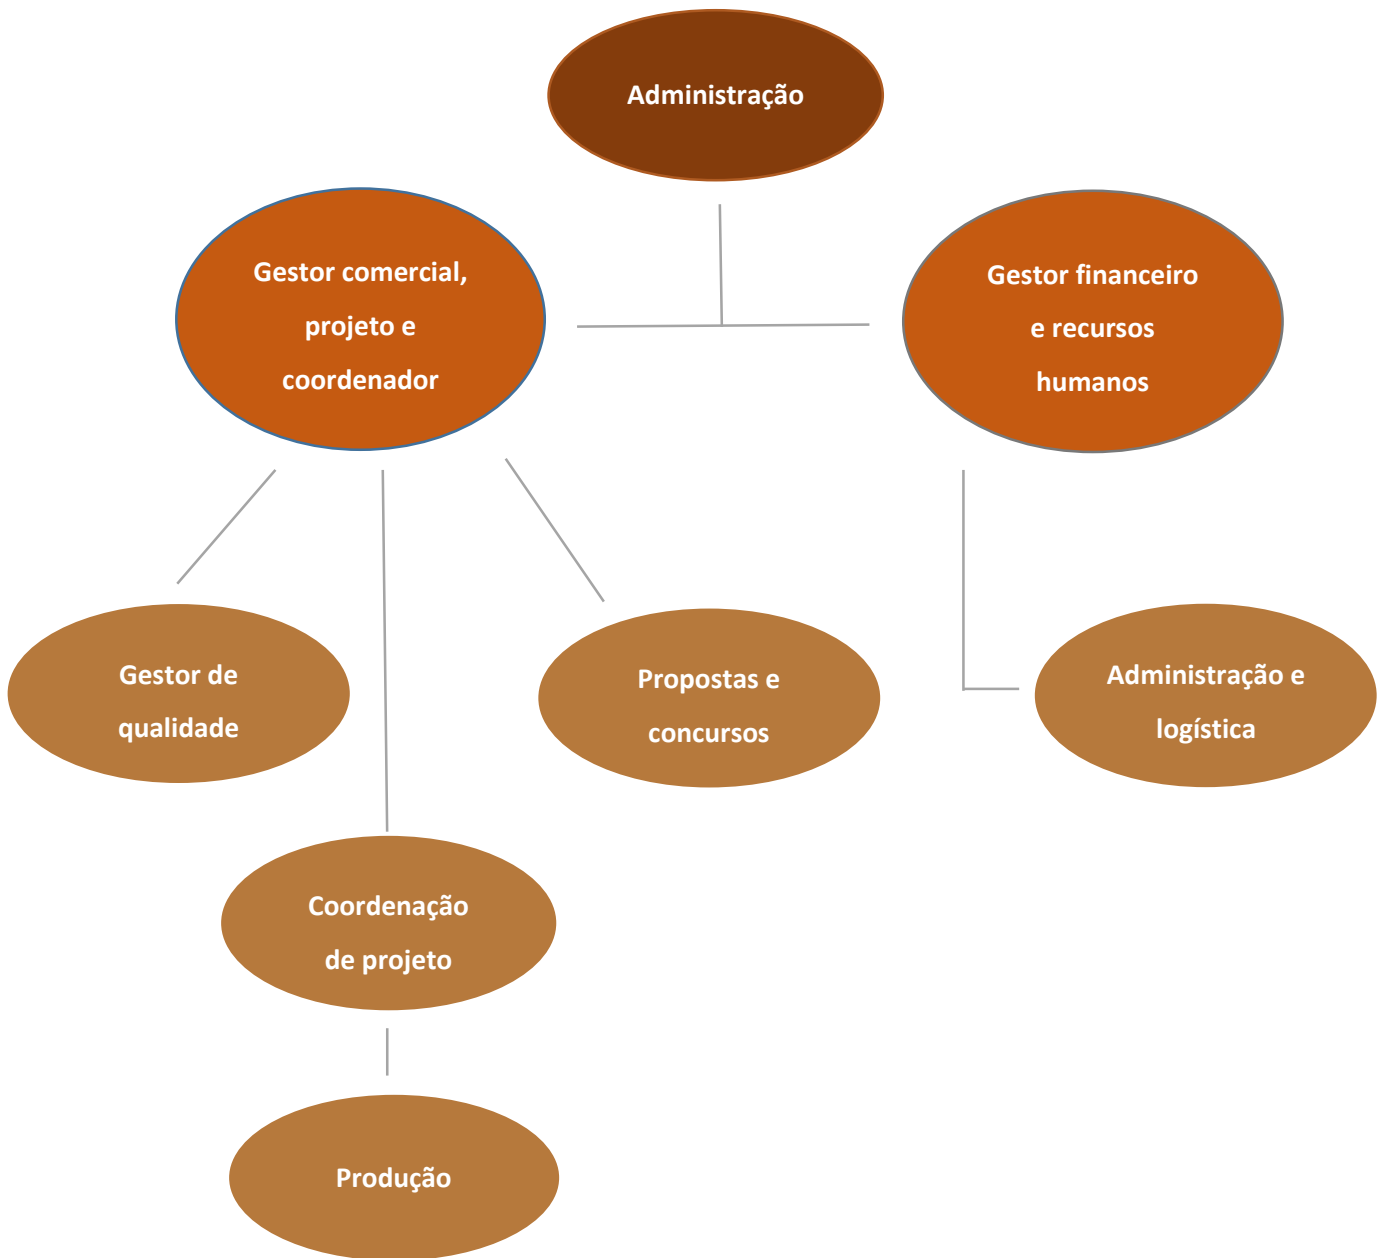 Administração
Gestor comercial,
projeto e
coordenador
Gestor financeiro
e recursos
humanos
Gestor de
qualidade
Propostas e
concursos
Administração e
logística
Coordenação
de projeto
Produção